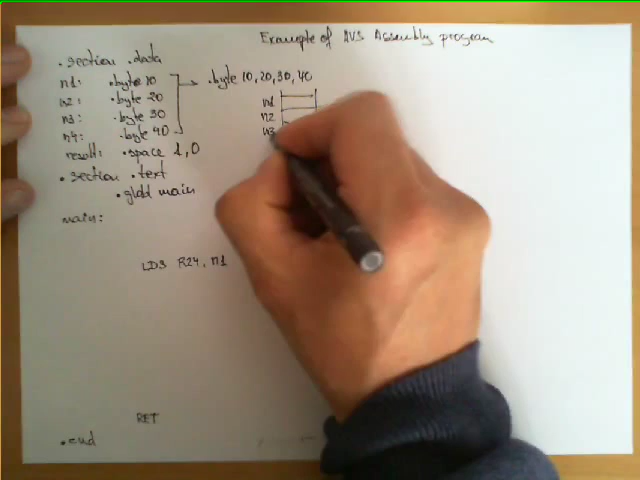 Example of AVS Assembly program
.section .data
n1: .byte 10
.byte 10,20,30,40
n2: .byte 20
n3: .byte 30
n4: .byte 40
n1
n2
n3
result: .space 1,0
.section .text
.global main
main:
LDS R24, n1
RET
.end